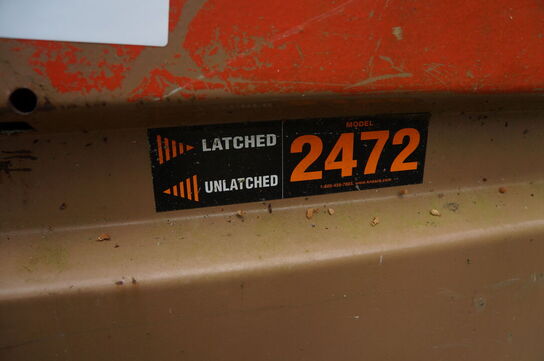 LATCHED
UNLATCHED
MODEL
2472